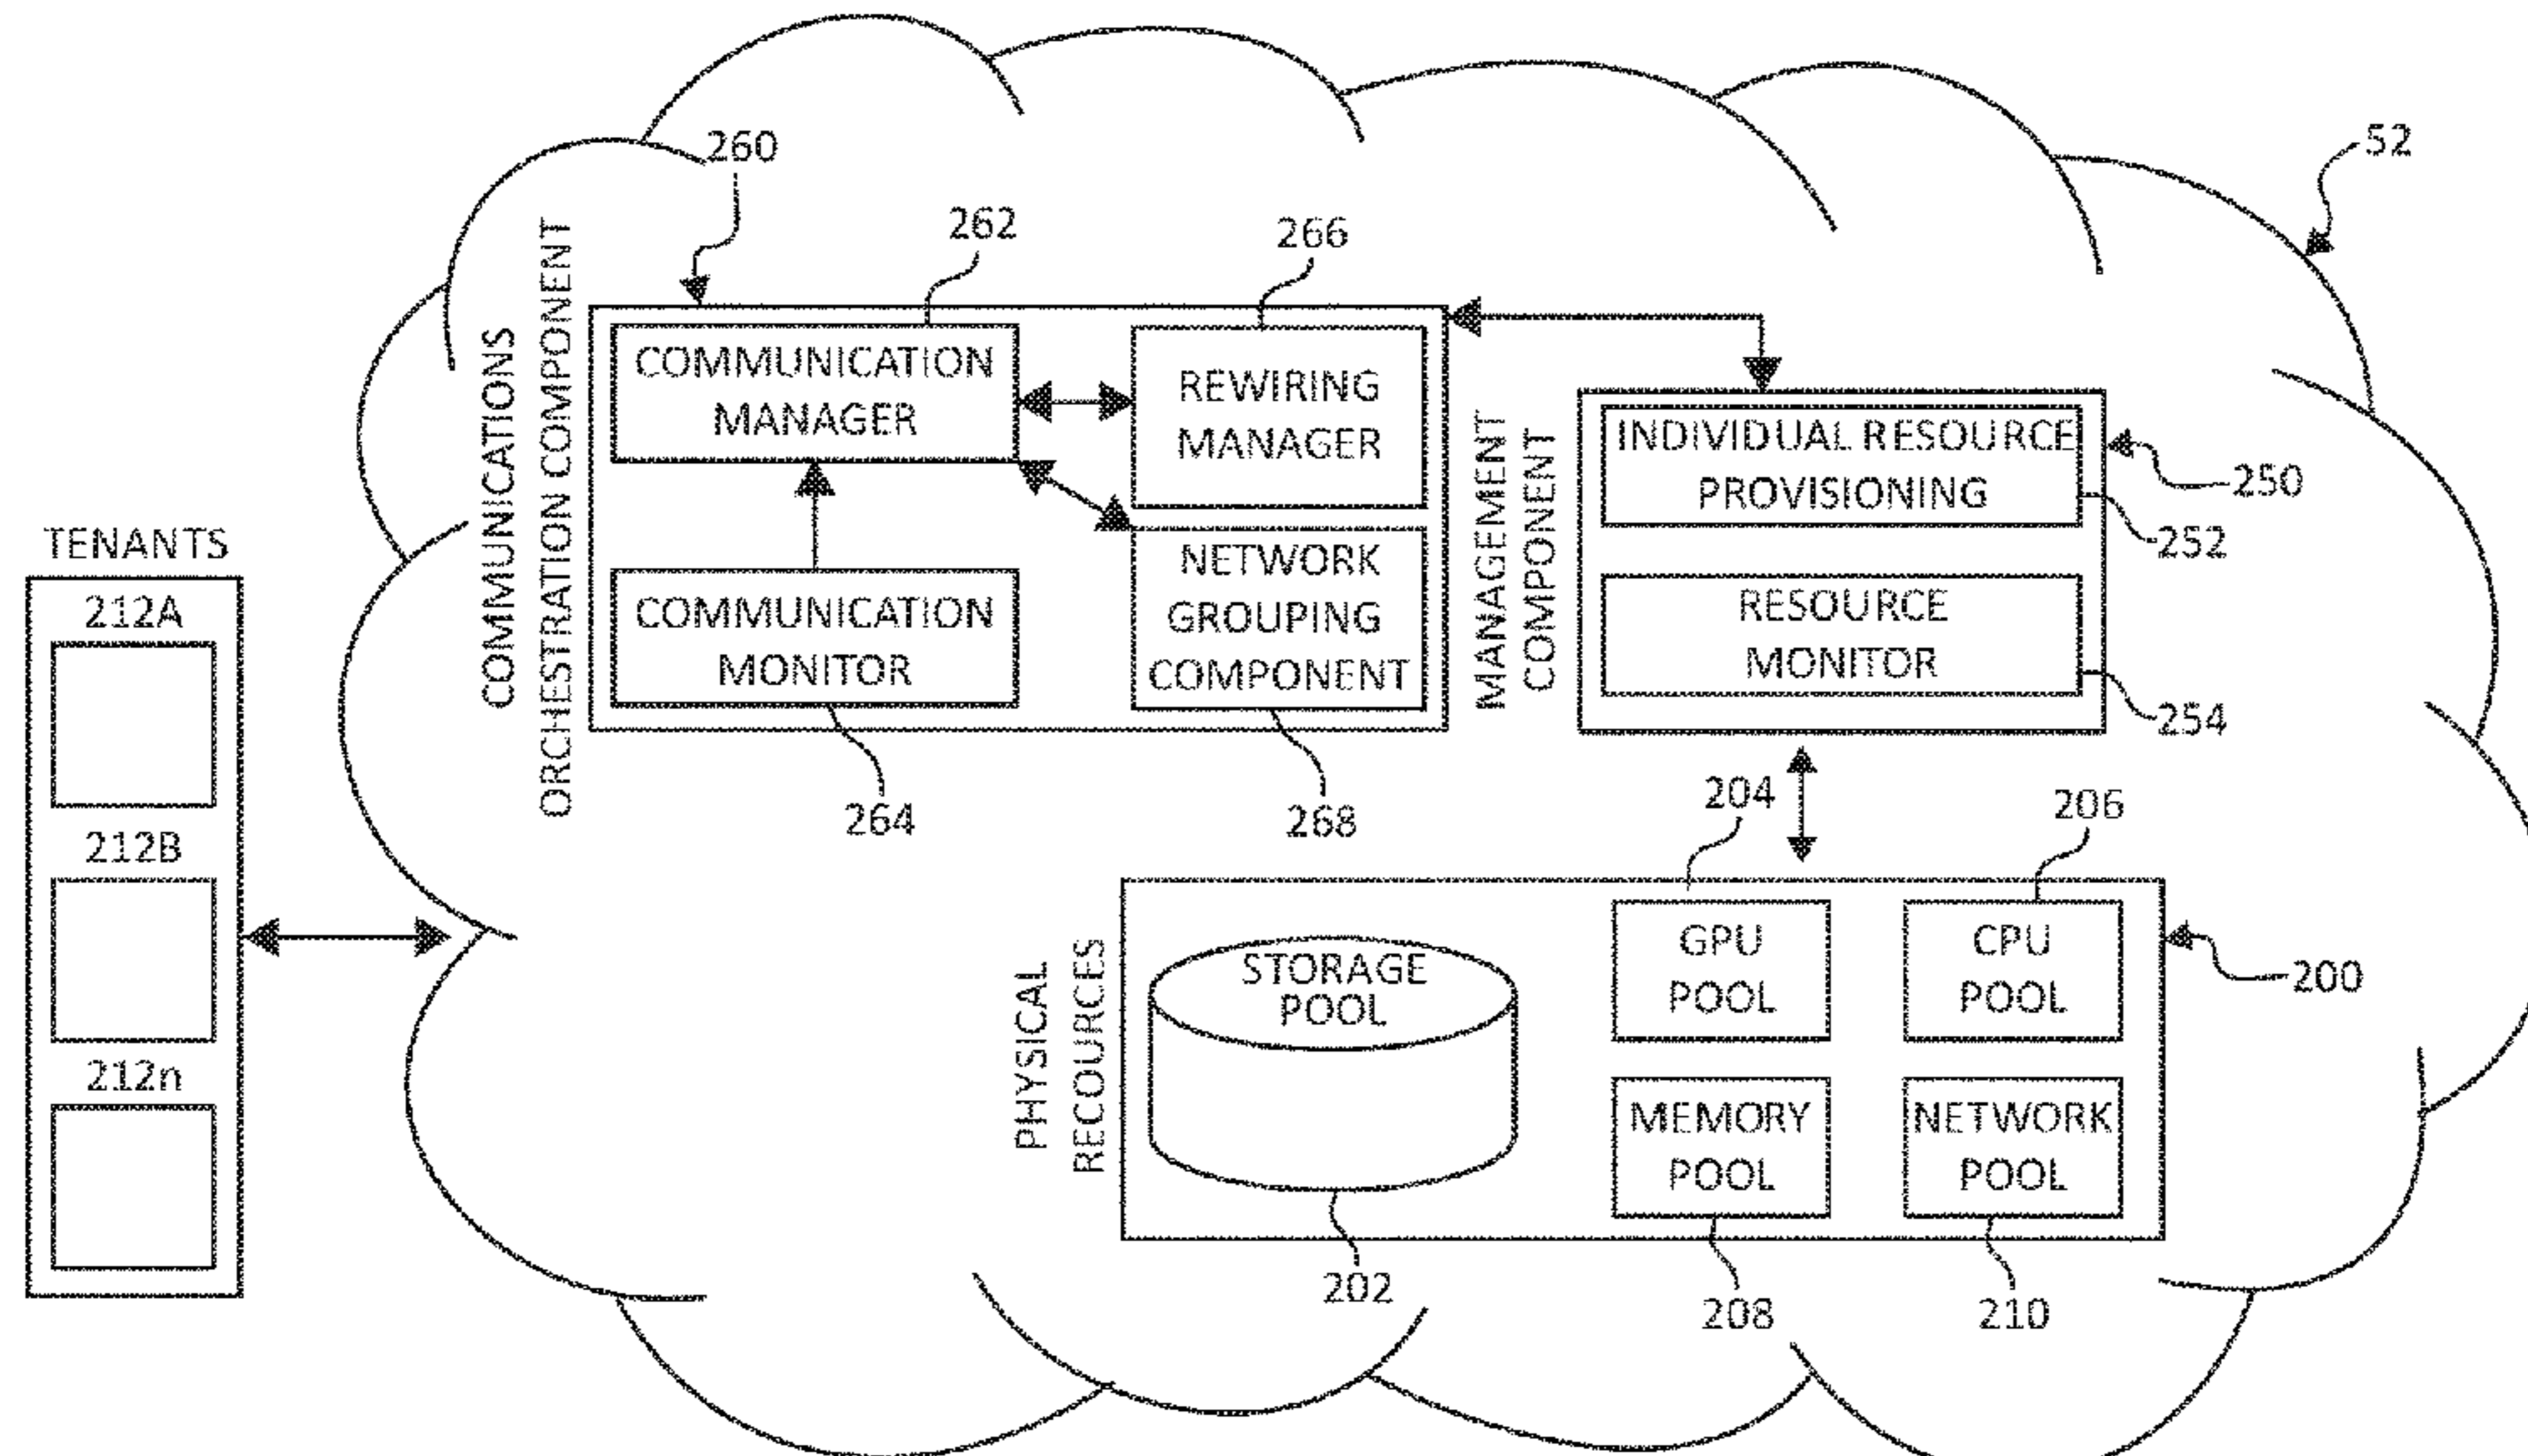 52
260
262
266
COMMUNICATIONS
ORCHESTRATION COMPONENT
COMMUNICATION
MANAGER
REWIRING
MANAGER
COMMUNICATION
MONITOR
NETWORK
GROUPING
COMPONENT
264
268
MANAGEMENT
COMPONENT
INDIVIDUAL RESOURCE
PROVISIONING
RESOURCE
MONITOR
250
252
254
TENANTS
212A
212B
212n
204
206
PHYSICAL
RECOURCES
STORAGE
POOL
GPU
POOL
CPU
POOL
MEMORY
POOL
NETWORK
POOL
200
202
208
210